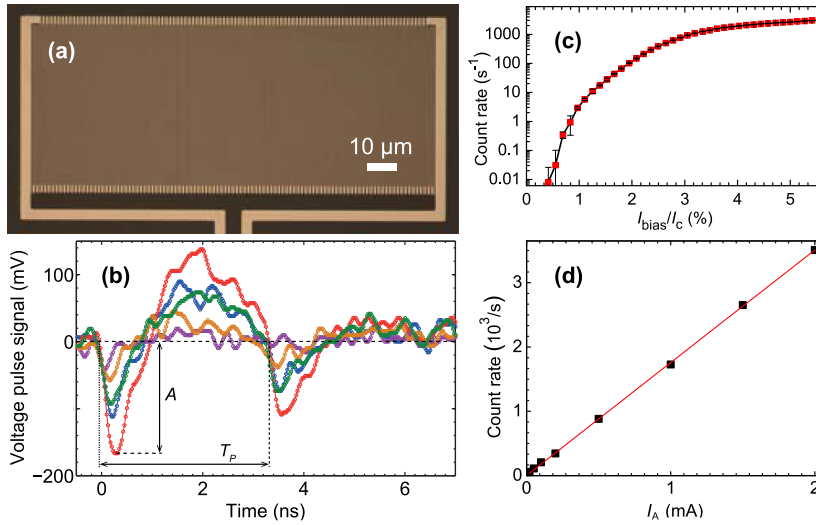 (a)
10 µm
(b)
Voltage pulse signal (mV)
100
0
−100
−200
A
T_P
0 2 4 6
Time (ns)
(c)
Count rate (s⁻¹)
1000
100
10
1
0.1
0.01
0 1 2 3 4 5
I_bias/I_c (%)
(d)
Count rate (10³/s)
3
2
1
0
0 1 2
I_A (mA)